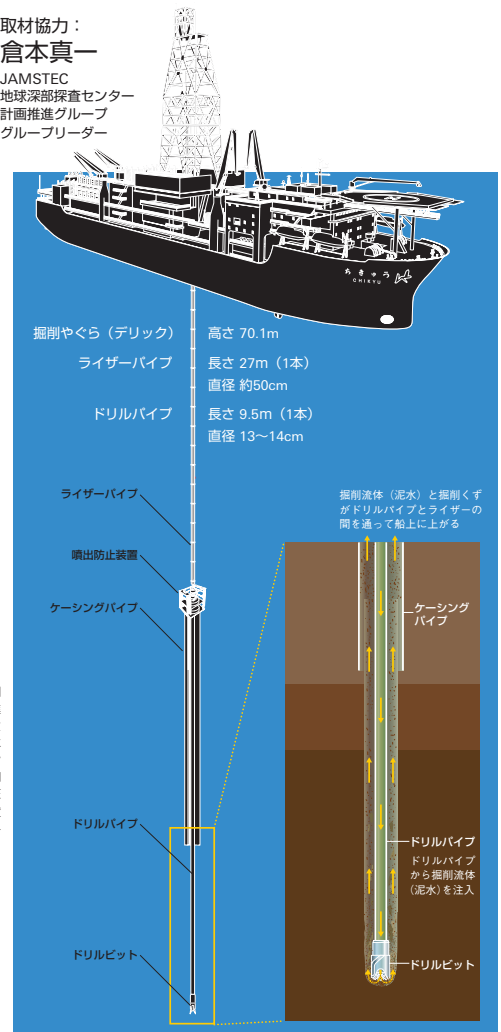 取材協力：
倉本真一
JAMSTEC
地球深部探査センター
計画推進グループ
グループリーダー
ちきゅう
CHIKYU
掘削やぐら（デリック） 高さ 70.1m
ライザーパイプ 長さ 27m（1本）
直径 約50cm
ドリルパイプ 長さ 9.5m（1本）
直径 13〜14cm
ライザーパイプ
噴出防止装置
ケーシングパイプ
ドリルパイプ
ドリルビット
掘削流体（泥水）と掘削くず
がドリルパイプとライザーの
間を通って船上に上がる
ケーシング
パイプ
ドリルパイプ
ドリルパイプ
から掘削流体
（泥水）を注入
ドリルビット